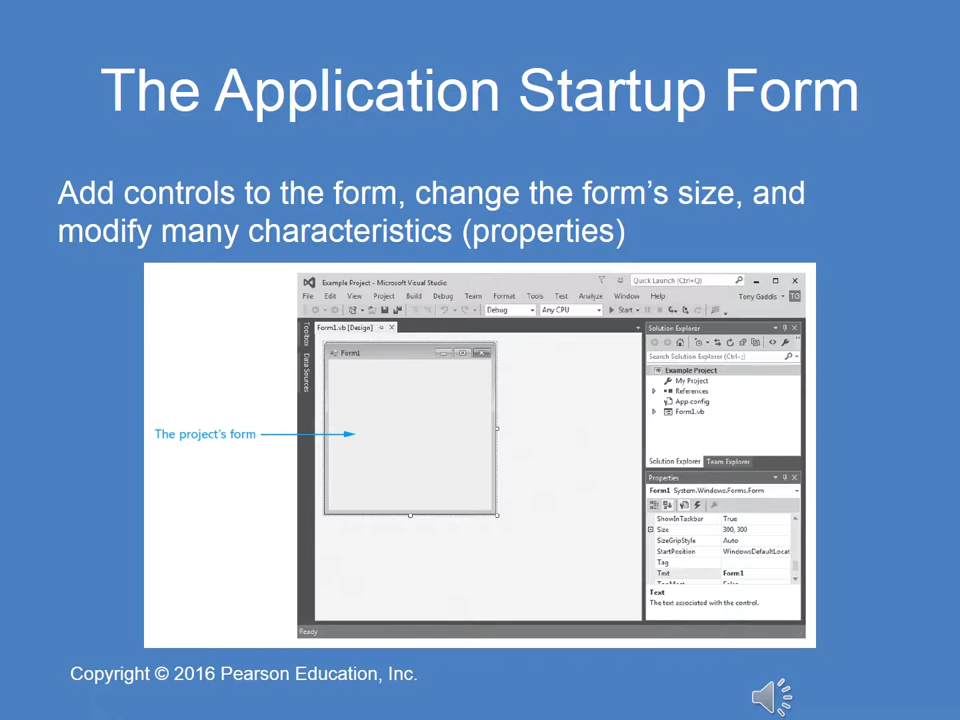 The Application Startup Form
Add controls to the form, change the form's size, and
modify many characteristics (properties)
Example Project - Microsoft Visual Studio
Quick Launch (Ctrl+Q)
File Edit View Project Build Debug Team Format Tools Test Analyze Window Help
Tony Gaddis TG
Debug Any CPU Start
Toolbox
Data Sources
Form1.vb [Design]
Form1
The project's form
Solution Explorer
Search Solution Explorer (Ctrl+;)
Example Project
My Project
References
App.config
Form1.vb
Solution Explorer Team Explorer
Properties
Form1 System.Windows.Forms.Form
ShowInTaskbar True
Size 300, 300
SizeGripStyle Auto
StartPosition WindowsDefaultLocat
Tag
Text Form1
Text
The text associated with the control.
Ready
Copyright © 2016 Pearson Education, Inc.